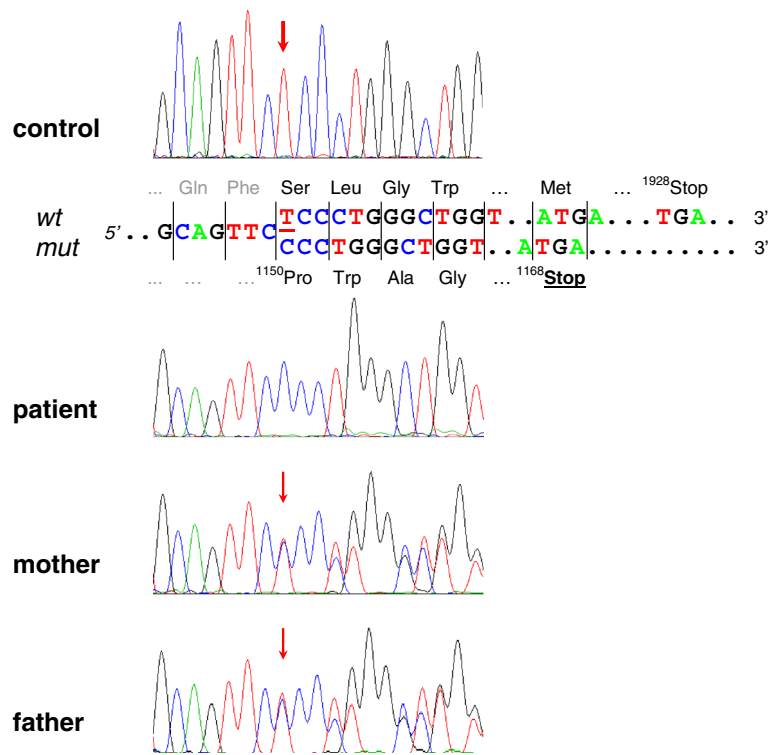 control
... Gln Phe Ser Leu Gly Trp ... Met ... 1928Stop
wt 5' . . GCAGTTCTCCCTGGGCTGGT . . ATGA . . . TGA . . 3'
mut CCCTGGGCTGGT . . ATGA . . . . . . . . . . 3'
... ... ...1150Pro Trp Ala Gly ... 1168Stop
patient
mother
father